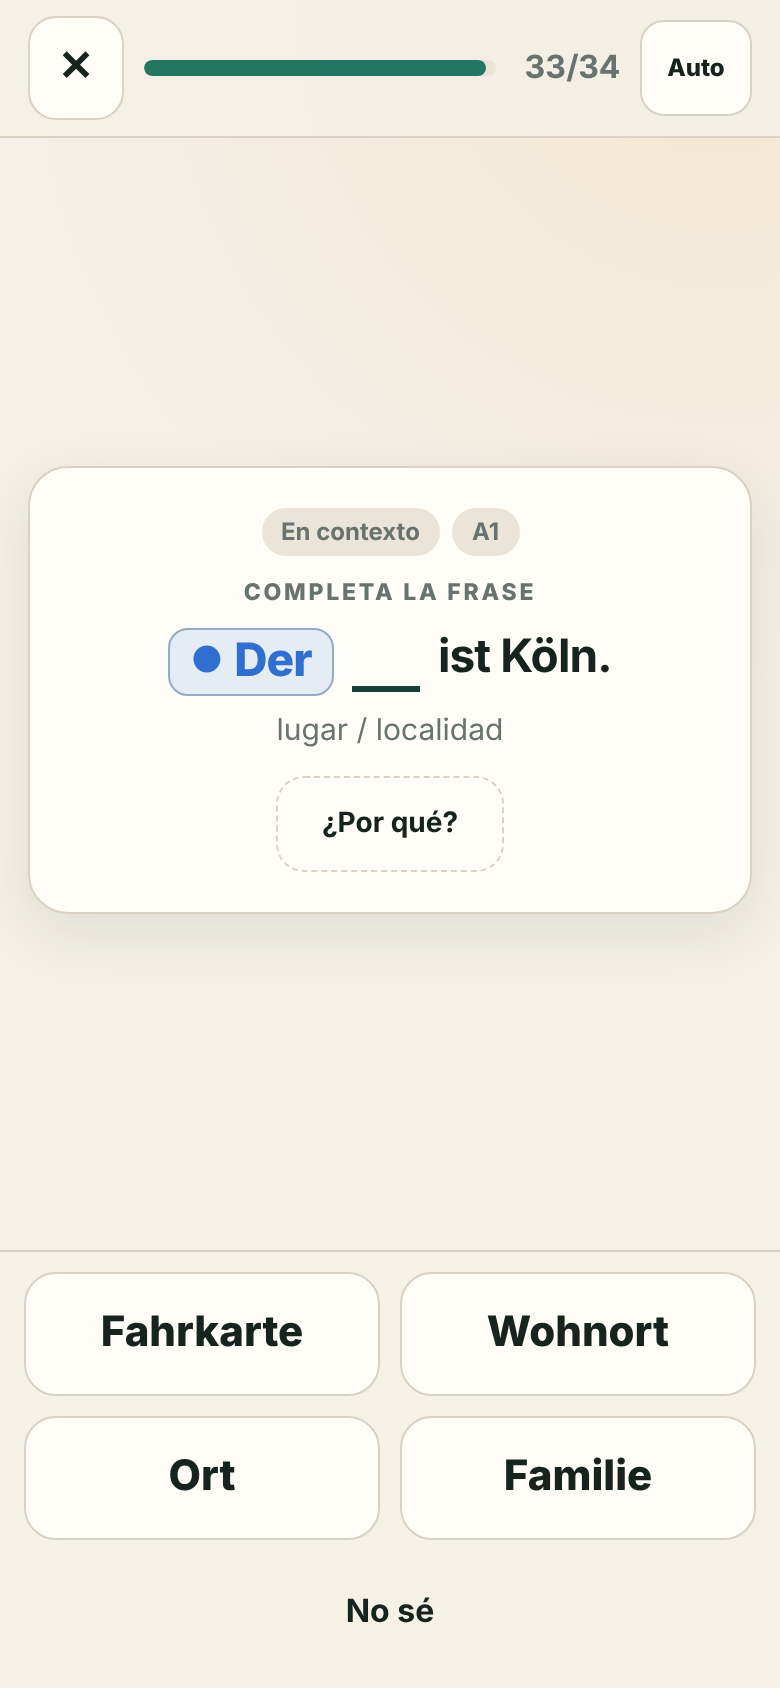 ✕ 33/34 Auto
En contexto A1
COMPLETA LA FRASE
Der ___ ist Köln.
lugar / localidad
¿Por qué?
Fahrkarte Wohnort
Ort Familie
No sé